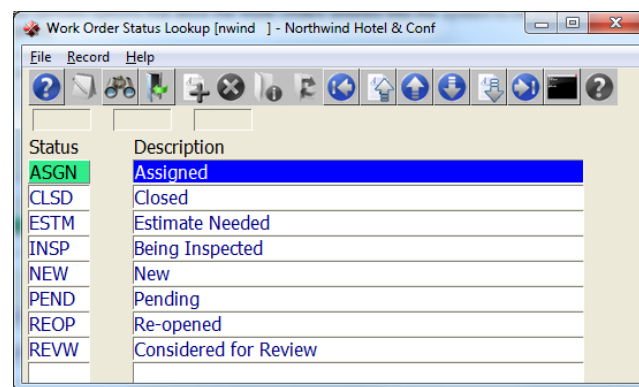 Work Order Status Lookup [nwind ] - Northwind Hotel & Conf
File Record Help
Status Description
ASGN Assigned
CLSD Closed
ESTM Estimate Needed
INSP Being Inspected
NEW New
PEND Pending
REOP Re-opened
REVW Considered for Review